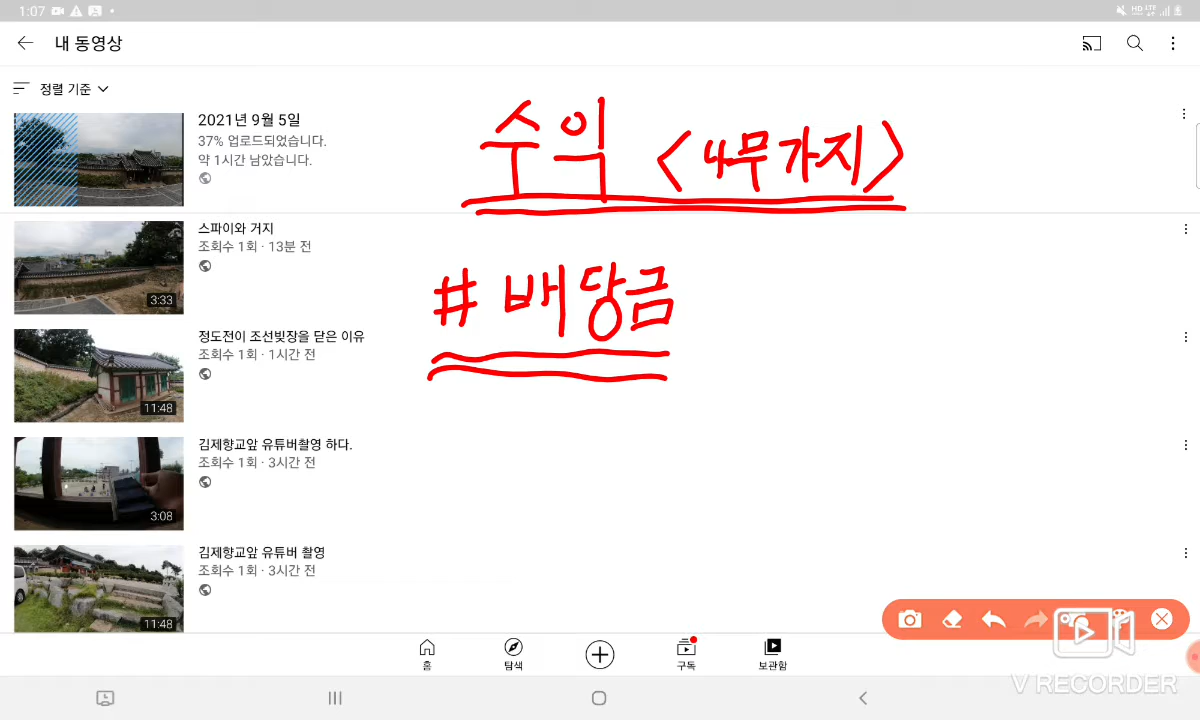 1:07
HD LTE
내 동영상
정렬 기준
2021년 9월 5일
37% 업로드되었습니다.
약 1시간 남았습니다.
수익 <4무가지>
스파이와 거지
조회수 1회 · 13분 전
3:33
# 배당금
정도전이 조선빗장을 닫은 이유
조회수 1회 · 1시간 전
11:48
김제향교앞 유튜버촬영 하다.
조회수 1회 · 3시간 전
3:08
김제향교앞 유튜버 촬영
조회수 1회 · 3시간 전
11:48
홈
탐색
구독
보관함
V RECORDER